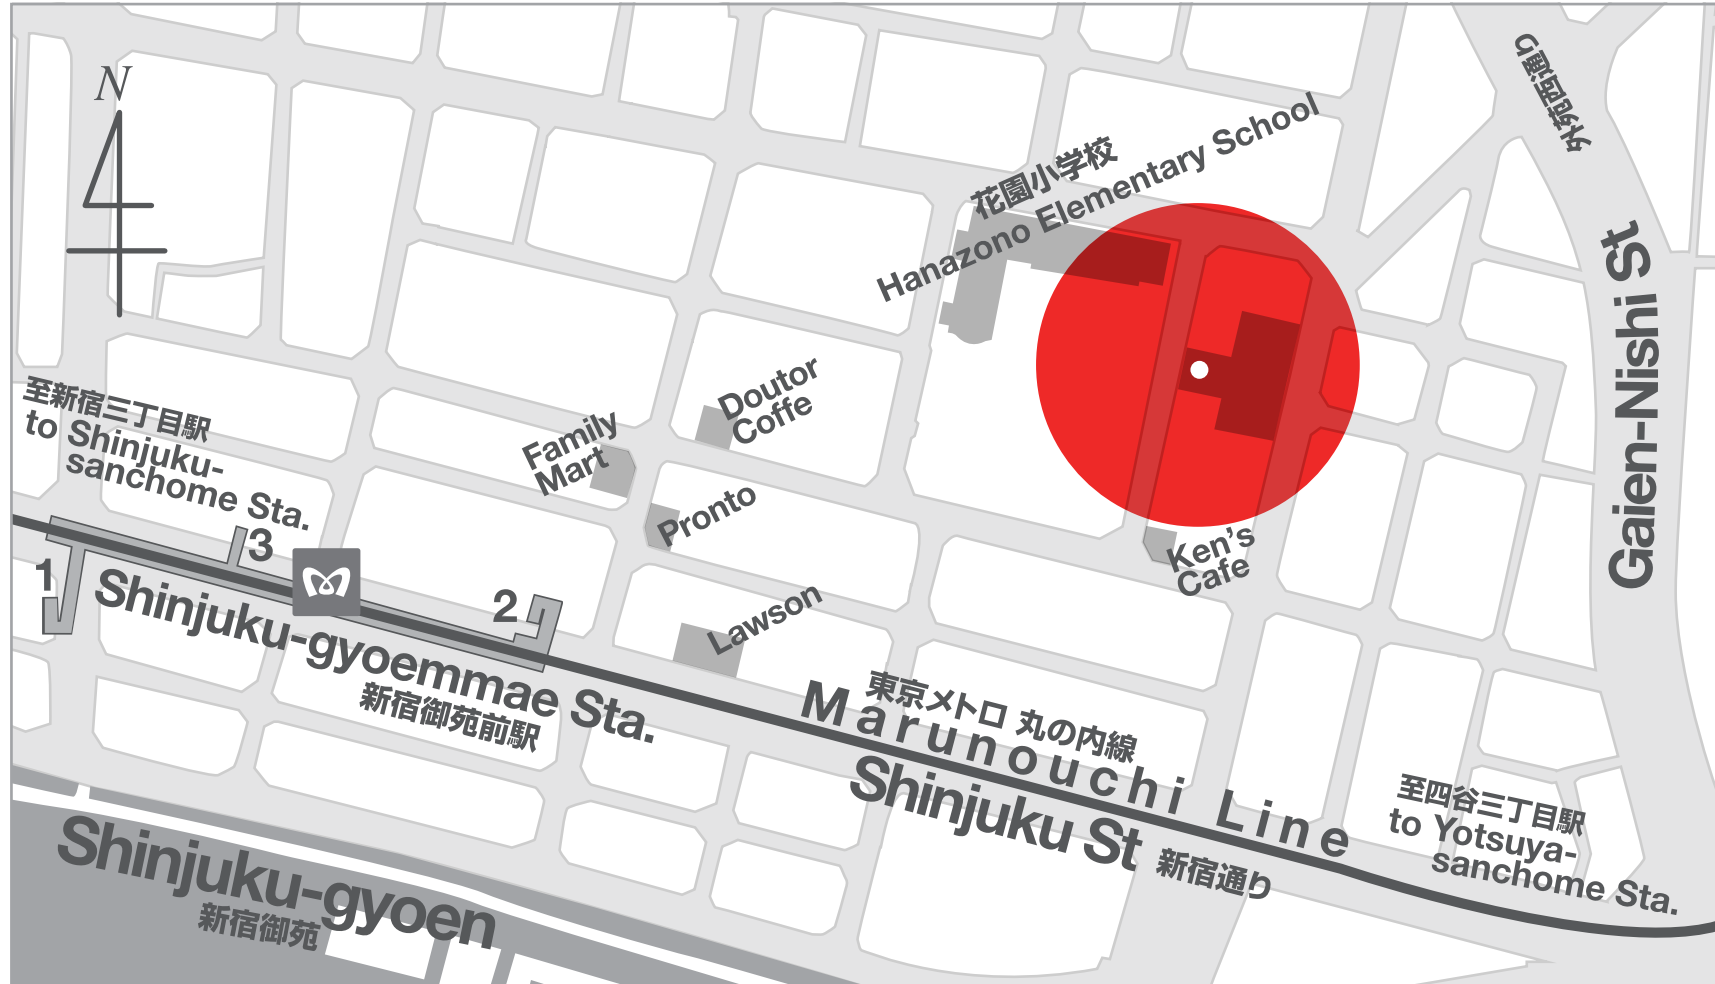 N
外苑西通り
花園小学校
Hanazono Elementary School
Gaien-Nishi St
至新宿三丁目駅
to Shinjuku-
sanchome Sta.
Doutor
Coffe
Family
Mart
Pronto
Ken's
Cafe
1
3
2
Lawson
Shinjuku-gyoemmae Sta.
新宿御苑前駅
東京メトロ 丸の内線
Marunouchi Line
Shinjuku St 新宿通り
至四谷三丁目駅
to Yotsuya-
sanchome Sta.
Shinjuku-gyoen
新宿御苑